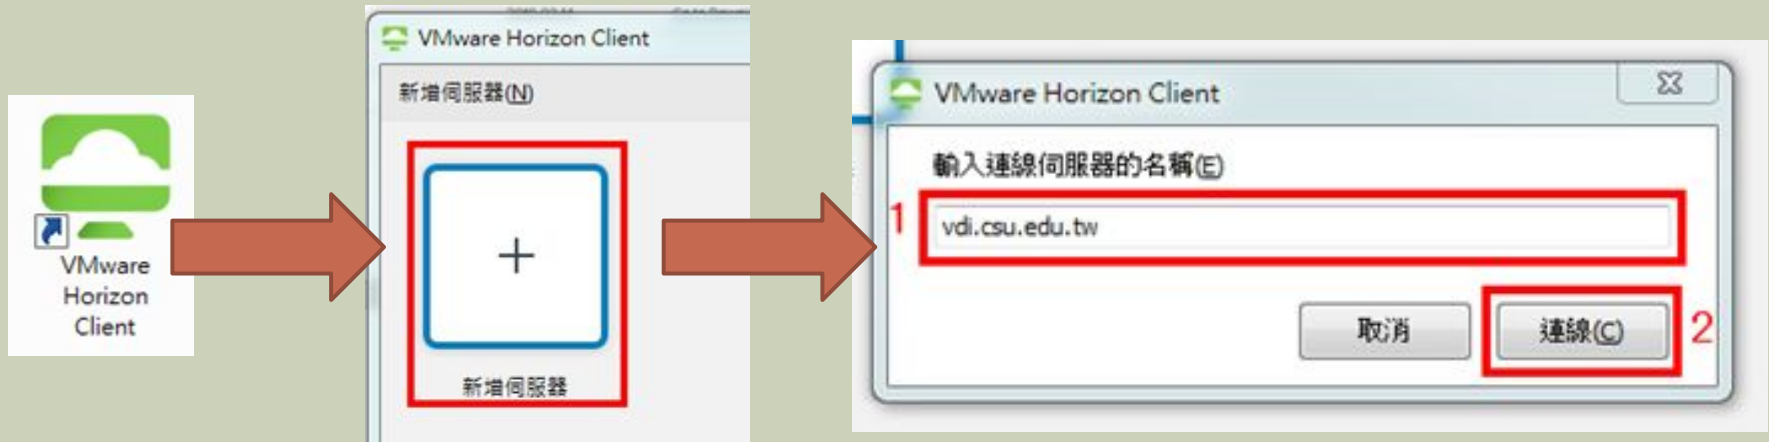 VMware
Horizon
Client
VMware Horizon Client
新增伺服器(N)
+
新增伺服器
VMware Horizon Client
輸入連線伺服器的名稱(E)
1
vdi.csu.edu.tw
取消
連線(C)
2